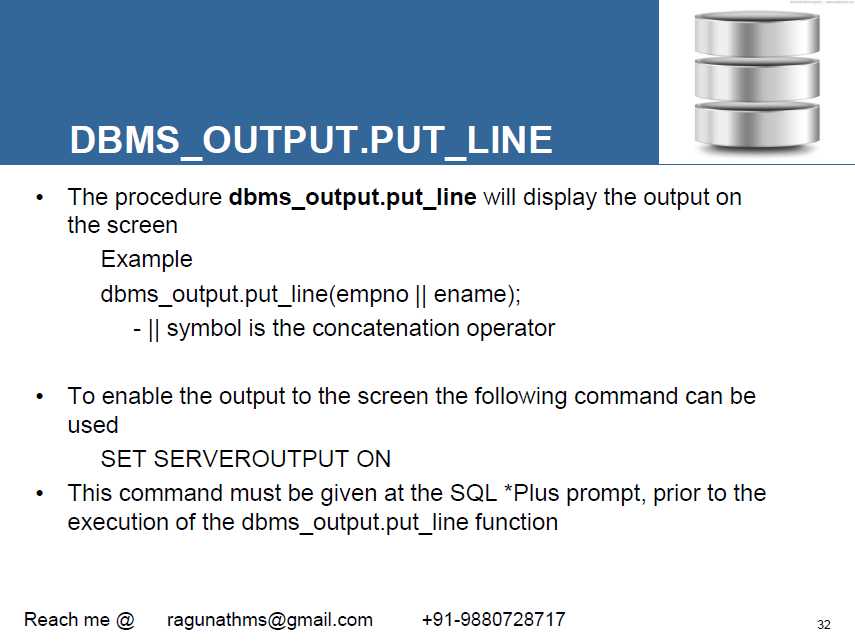 DBMS_OUTPUT.PUT_LINE
• The procedure dbms_output.put_line will display the output on
the screen
Example
dbms_output.put_line(empno || ename);
- || symbol is the concatenation operator
• To enable the output to the screen the following command can be
used
SET SERVEROUTPUT ON
• This command must be given at the SQL *Plus prompt, prior to the
execution of the dbms_output.put_line function
Reach me @ ragunathms@gmail.com +91-9880728717
32